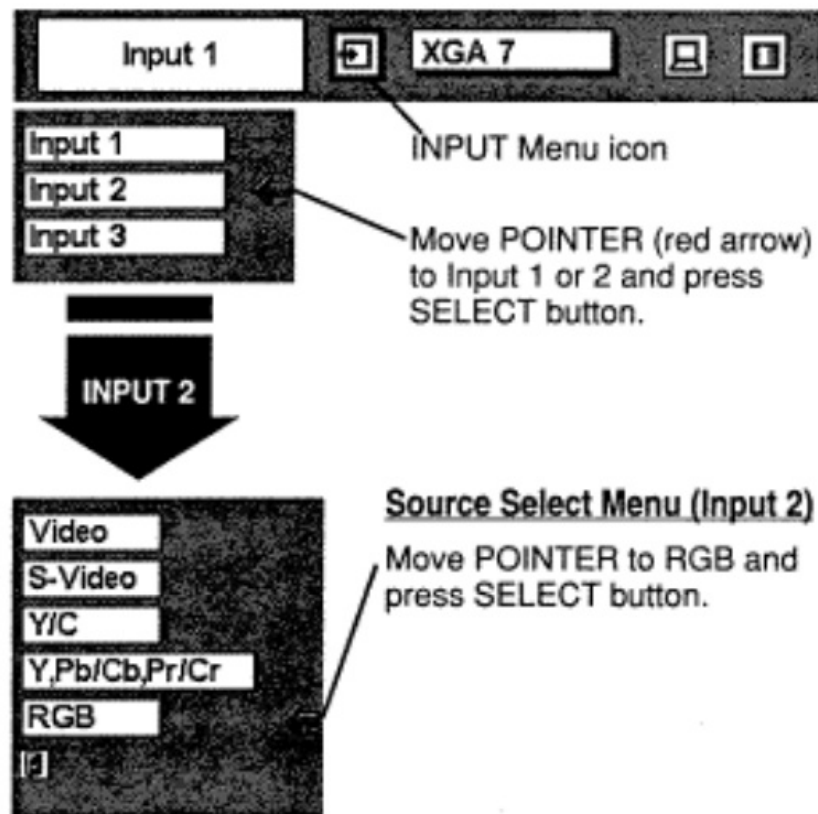 Input 1
XGA 7
INPUT Menu icon
Input 1
Input 2
Input 3
Move POINTER (red arrow)
to Input 1 or 2 and press
SELECT button.
INPUT 2
Source Select Menu (Input 2)
Move POINTER to RGB and
press SELECT button.
Video
S-Video
Y/C
Y,Pb/Cb,Pr/Cr
RGB